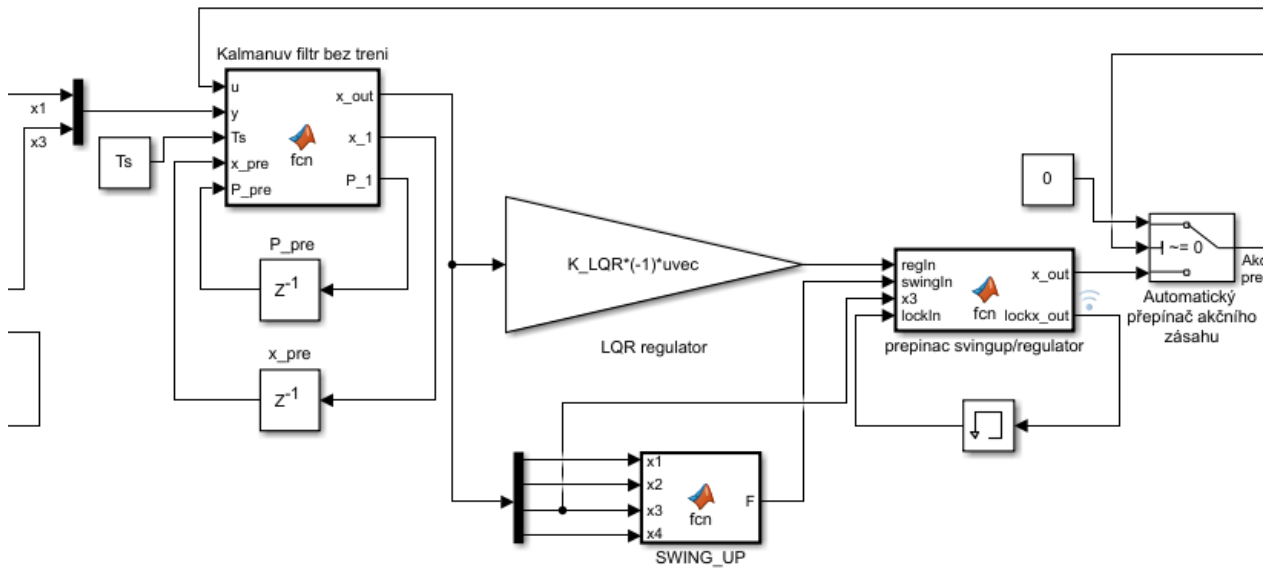 Kalmanuv filtr bez treni
u
y
Ts
x_pre
P_pre
fcn
x_out
x_1
P_1
x1
x3
Ts
P_pre
Z-1
x_pre
Z-1
K_LQR*(-1)*uvec
LQR regulator
x1
x2
x3
x4
fcn
F
SWING_UP
regIn
swingIn
x3
lockIn
fcn
x_out
lockx_out
prepinac svingup/regulator
0
~= 0
Automatický
přepínač akčního
zásahu
Akc
pre